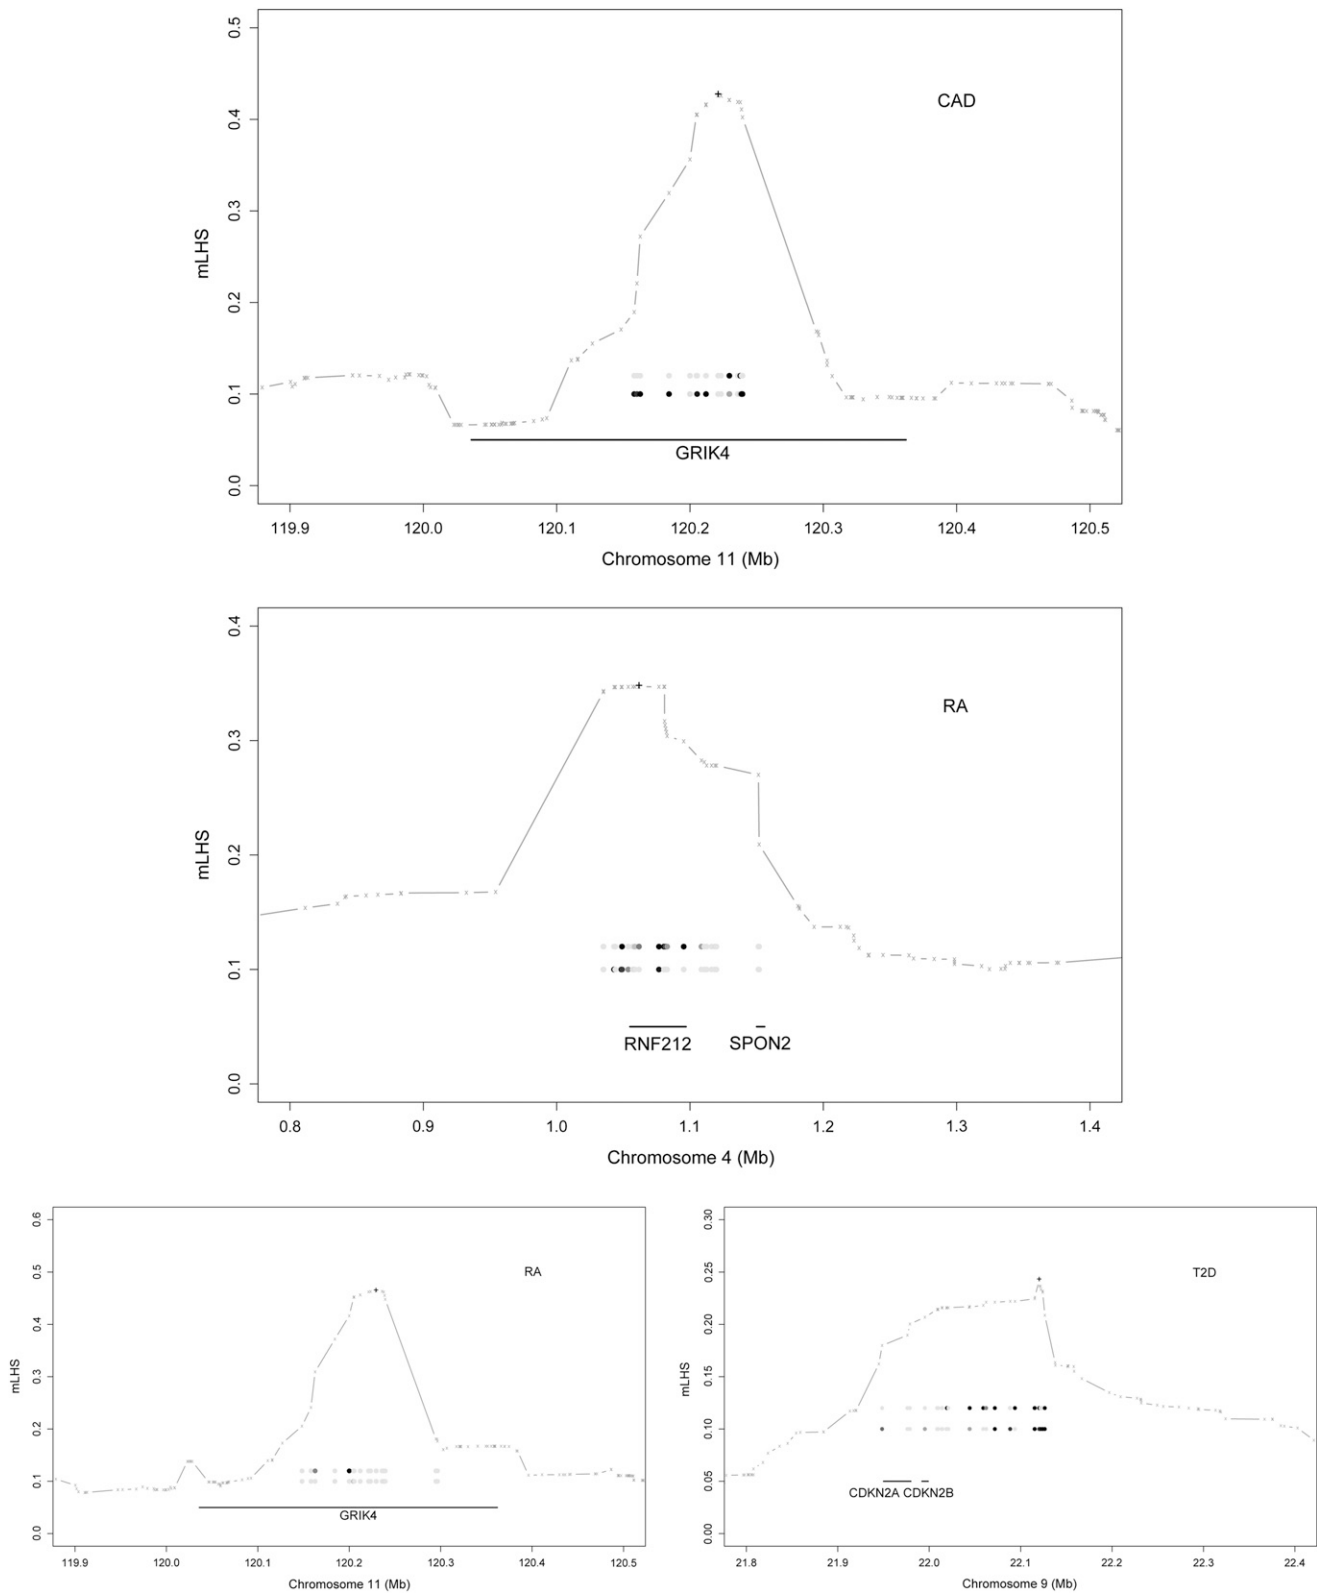 0.5
0.4
0.3
0.2
0.1
0.0
mLHS
CAD
GRIK4
119.9 120.0 120.1 120.2 120.3 120.4 120.5
Chromosome 11 (Mb)
0.4
0.3
0.2
0.1
0.0
mLHS
RA
RNF212 SPON2
0.8 0.9 1.0 1.1 1.2 1.3 1.4
Chromosome 4 (Mb)
0.6
0.5
0.4
0.3
0.2
0.1
0.0
mLHS
RA
GRIK4
119.9 120.0 120.1 120.2 120.3 120.4 120.5
Chromosome 11 (Mb)
0.30
0.25
0.20
0.15
0.10
0.05
0.00
mLHS
T2D
CDKN2A CDKN2B
21.8 21.9 22.0 22.1 22.2 22.3 22.4
Chromosome 9 (Mb)